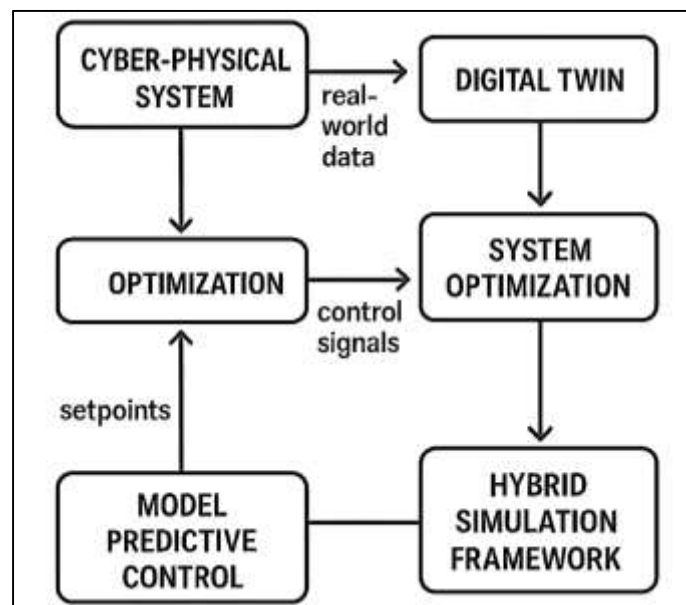 CYBER-PHYSICAL
SYSTEM
real-
world
data
DIGITAL TWIN
OPTIMIZATION
control
signals
SYSTEM
OPTIMIZATION
setpoints
MODEL
PREDICTIVE
CONTROL
HYBRID
SIMULATION
FRAMEWORK